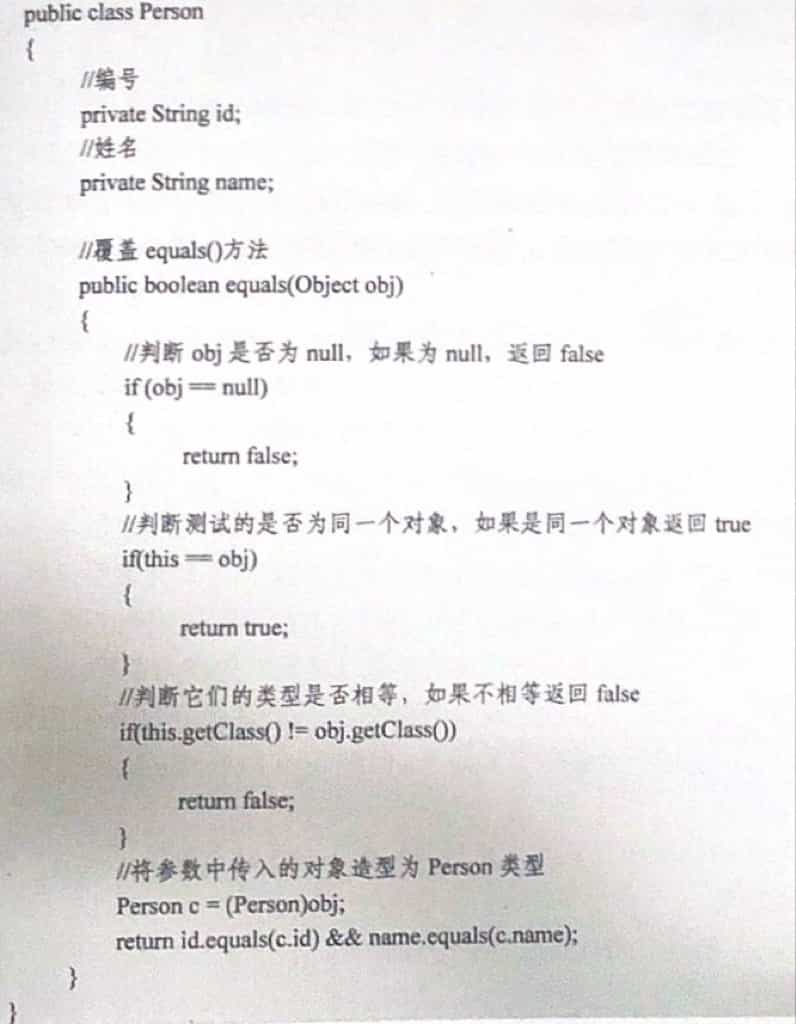 public class Person
{
//编号
private String id;
//姓名
private String name;
//覆盖 equals()方法
public boolean equals(Object obj)
{
//判断 obj 是否为 null，如果为 null，返回 false
if (obj == null)
{
return false;
}
//判断测试的是否为同一个对象，如果是同一个对象返回 true
if(this == obj)
{
return true;
}
//判断它们的类型是否相等，如果不相等返回 false
if(this.getClass() != obj.getClass())
{
return false;
}
//将参数中传入的对象造型为 Person 类型
Person c = (Person)obj;
return id.equals(c.id) && name.equals(c.name);
}
}